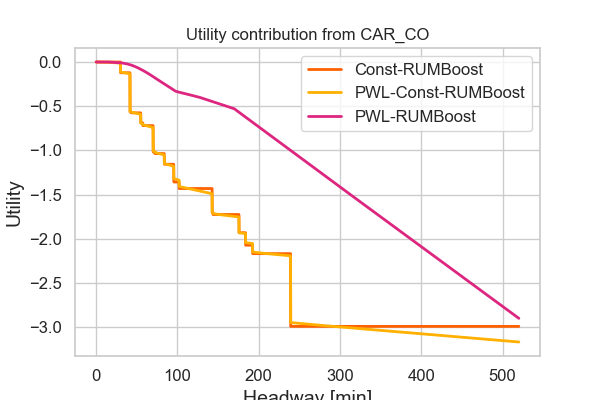 Utility contribution from CAR_CO
Const-RUMBoost
PWL-Const-RUMBoost
PWL-RUMBoost
Utility
0.0
−0.5
−1.0
−1.5
−2.0
−2.5
−3.0
0 100 200 300 400 500
Headway [min]